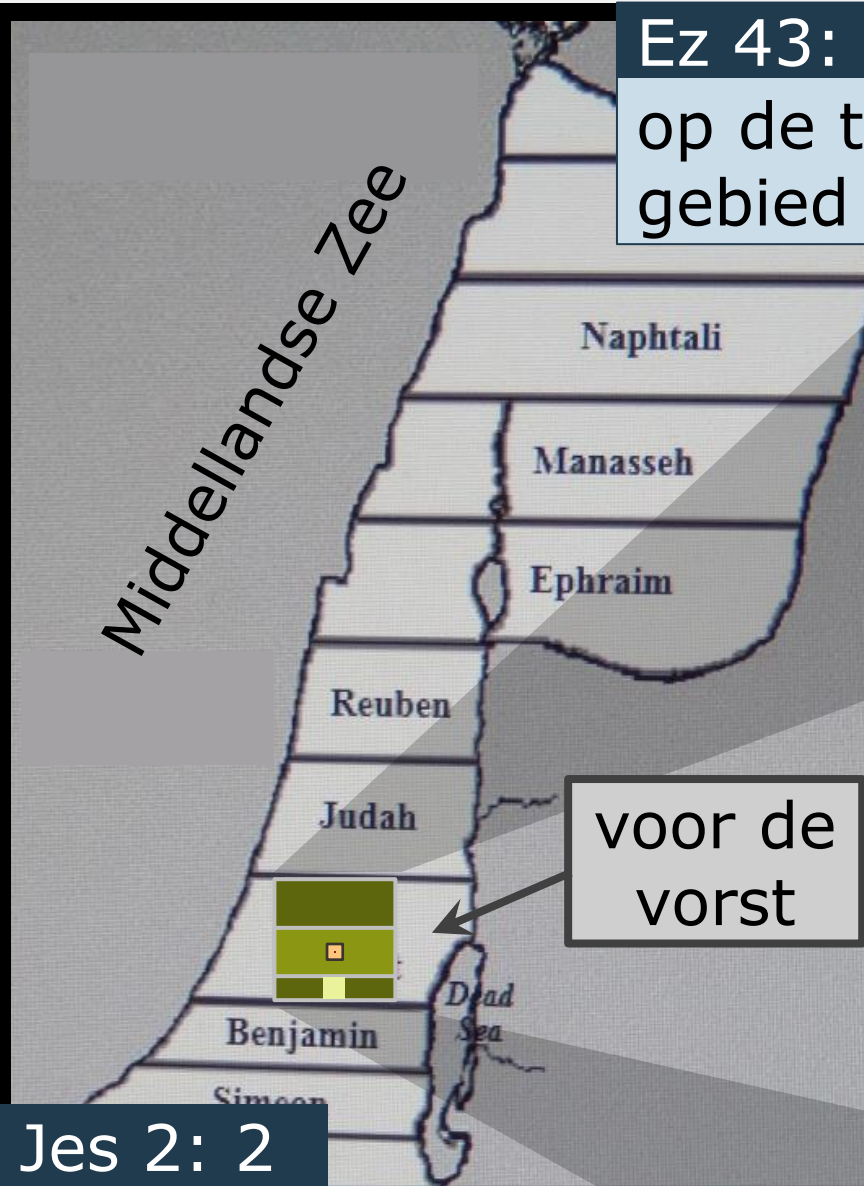 Ez 43:
op de t
gebied
Middellandse Zee
Naphtali
Manasseh
Ephraim
Reuben
Judah
voor de
vorst
Dead
Sea
Benjamin
Simeon
Jes 2: 2